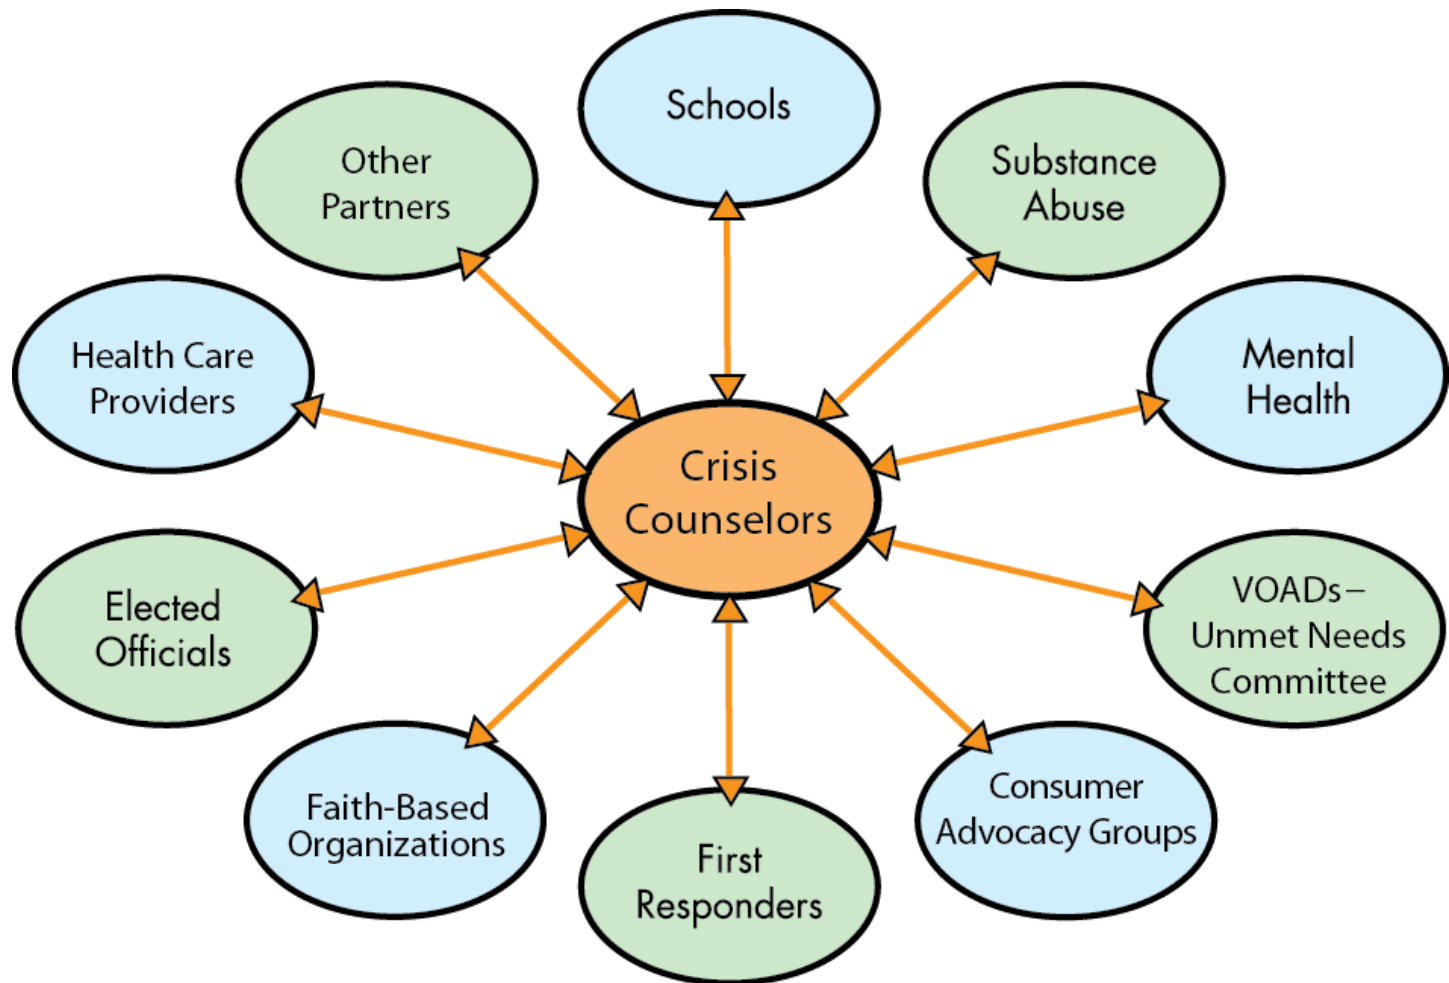 Schools
Other
Partners
Substance
Abuse
Health Care
Providers
Mental
Health
Crisis
Counselors
Elected
Officials
VOADs–
Unmet Needs
Committee
Faith-Based
Organizations
First
Responders
Consumer
Advocacy Groups